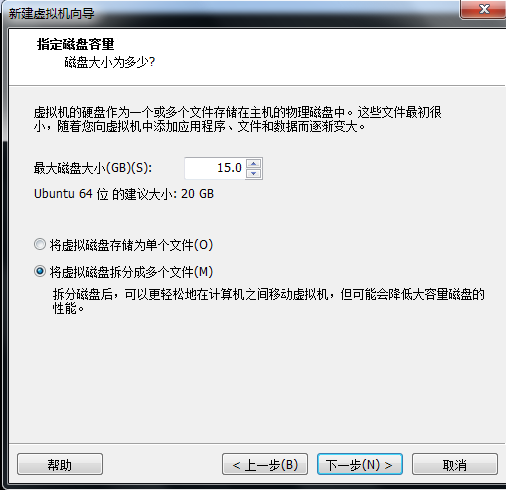 新建虚拟机向导
指定磁盘容量
磁盘大小为多少?
虚拟机的硬盘作为一个或多个文件存储在主机的物理磁盘中。这些文件最初很
小，随着您向虚拟机中添加应用程序、文件和数据而逐渐变大。
最大磁盘大小(GB)(S): 15.0
Ubuntu 64 位 的建议大小: 20 GB
将虚拟磁盘存储为单个文件(O)
将虚拟磁盘拆分成多个文件(M)
拆分磁盘后，可以更轻松地在计算机之间移动虚拟机，但可能会降低大容量磁盘的
性能。
帮助 < 上一步(B) 下一步(N) > 取消